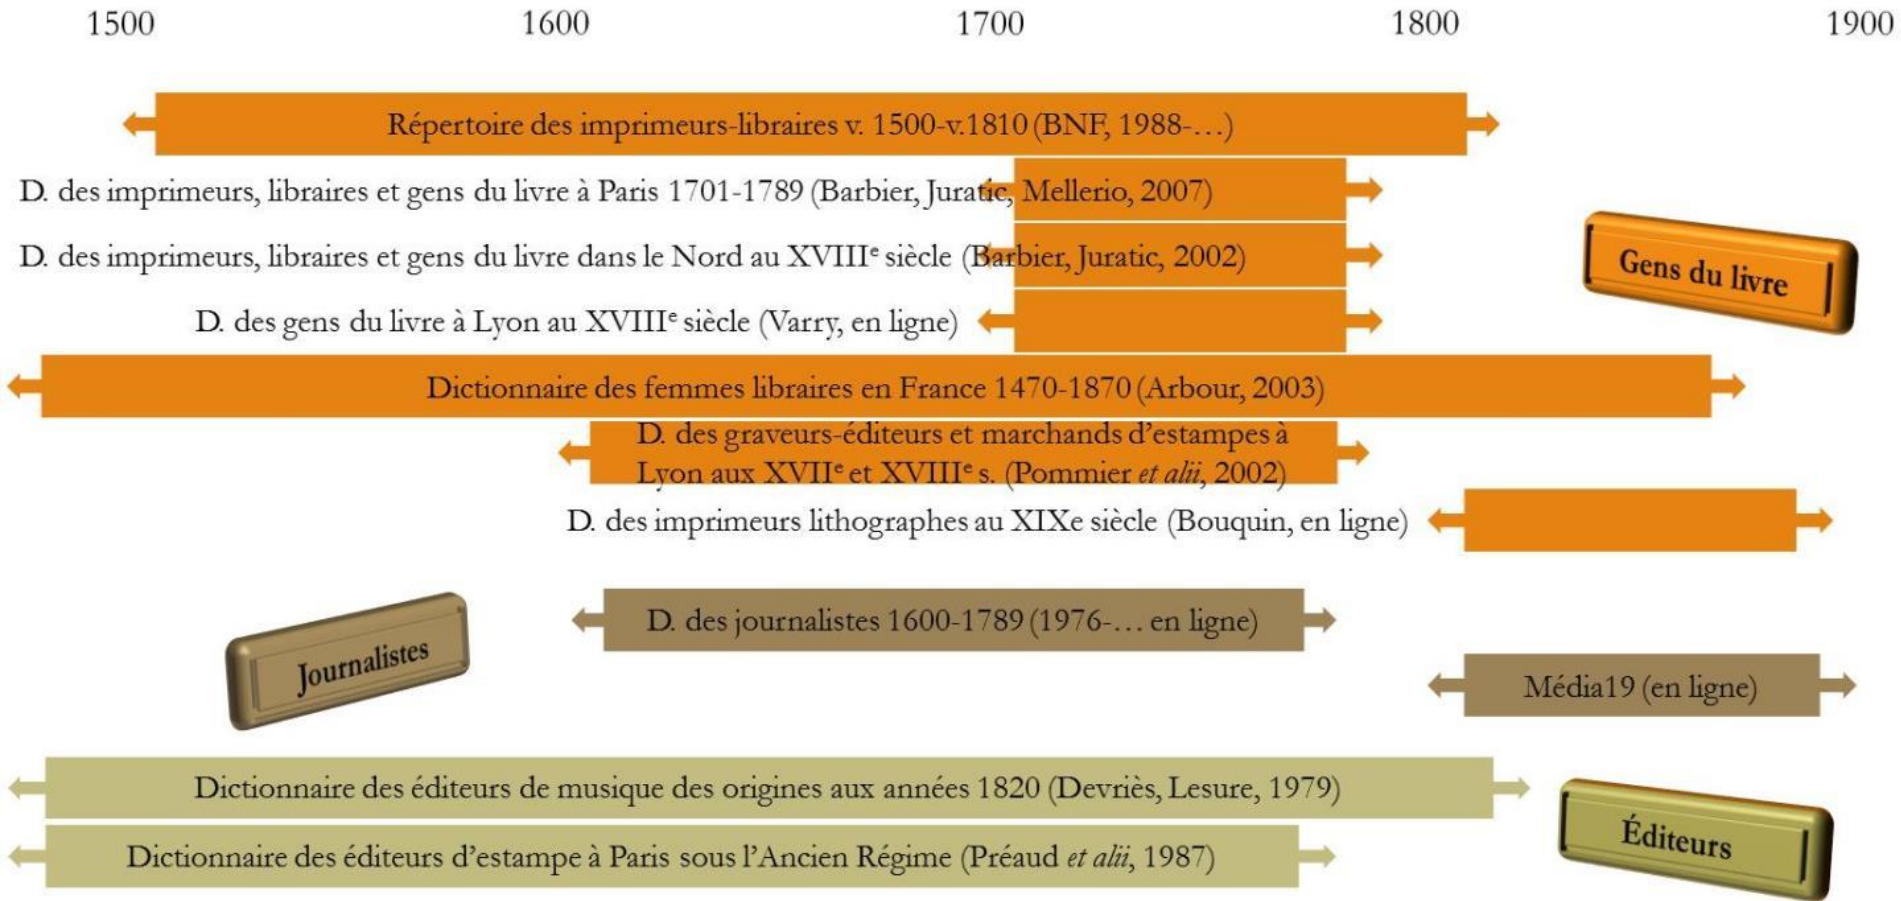 1500 1600 1700 1800 1900
Répertoire des imprimeurs-libraires v. 1500-v.1810 (BNF, 1988-…)
D. des imprimeurs, libraires et gens du livre à Paris 1701-1789 (Barbier, Juratic, Mellerio, 2007)
D. des imprimeurs, libraires et gens du livre dans le Nord au XVIIIe siècle (Barbier, Juratic, 2002)
Gens du livre
D. des gens du livre à Lyon au XVIIIe siècle (Varry, en ligne)
Dictionnaire des femmes libraires en France 1470-1870 (Arbour, 2003)
D. des graveurs-éditeurs et marchands d’estampes à
Lyon aux XVIIe et XVIIIe s. (Pommier et alii, 2002)
D. des imprimeurs lithographes au XIXe siècle (Bouquin, en ligne)
D. des journalistes 1600-1789 (1976-… en ligne)
Journalistes
Média19 (en ligne)
Dictionnaire des éditeurs de musique des origines aux années 1820 (Devriès, Lesure, 1979)
Éditeurs
Dictionnaire des éditeurs d’estampe à Paris sous l’Ancien Régime (Préaud et alii, 1987)